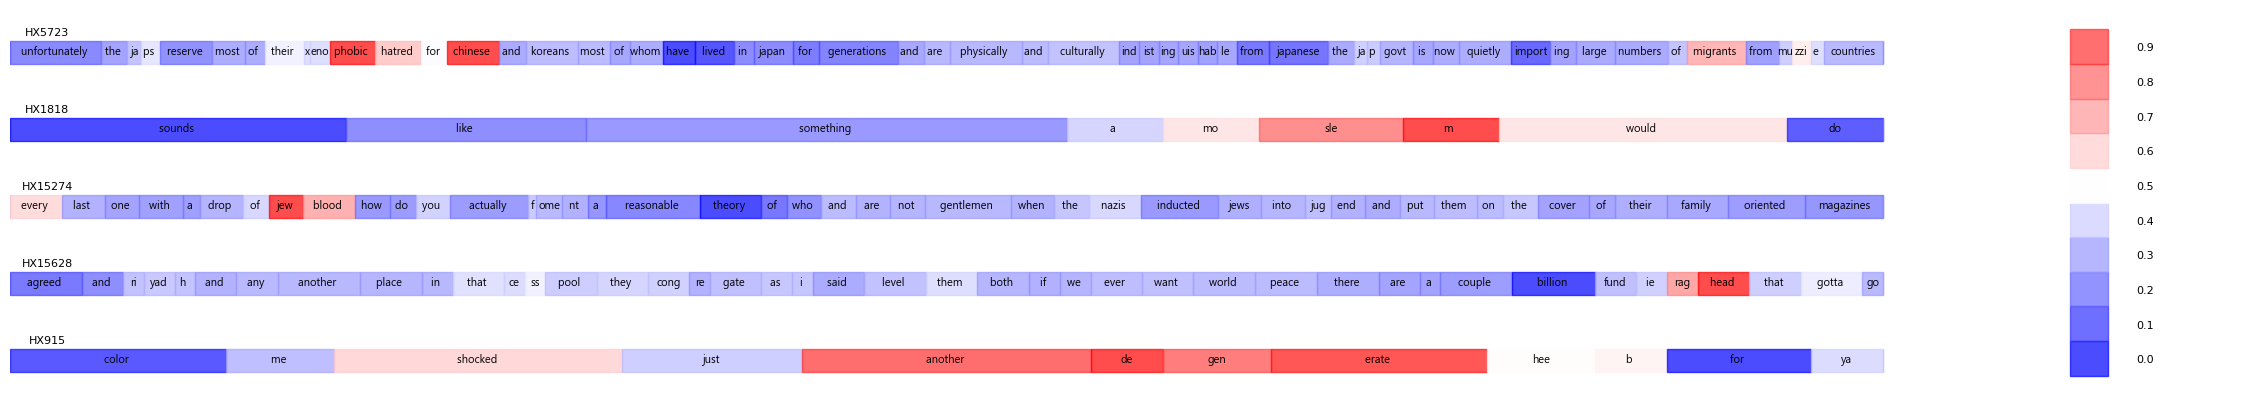 HX5723
unfortunately the ja ps reserve most of their xeno phobic hatred for chinese and koreans most of whom have lived in japan for generations and are physically and culturally ind ist ing uis hab le from japanese the ja p govt is now quietly import ing large numbers of migrants from mu zzi e countries
HX1818
sounds like something a mo sle m would do
HX15274
every last one with a drop of jew blood how do you actually f ome nt a reasonable theory of who and are not gentlemen when the nazis inducted jews into jug end and put them on the cover of their family oriented magazines
HX15628
agreed and ri yad h and any another place in that ce ss pool they cong re gate as i said level them both if we ever want world peace there are a couple billion fund ie rag head that gotta go
HX915
color me shocked just another de gen erate hee b for ya
0.9
0.8
0.7
0.6
0.5
0.4
0.3
0.2
0.1
0.0